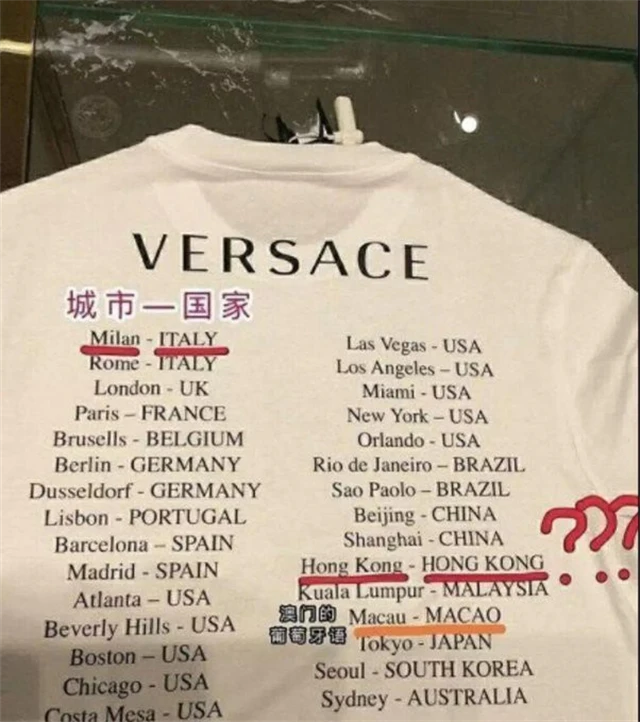 VERSACE
城市—国家
Milan - ITALY
Rome - ITALY
London - UK
Paris – FRANCE
Brusells - BELGIUM
Berlin - GERMANY
Dusseldorf - GERMANY
Lisbon - PORTUGAL
Barcelona – SPAIN
Madrid - SPAIN
Atlanta – USA
Beverly Hills - USA
Boston – USA
Chicago - USA
Costa Mesa - USA
Las Vegas - USA
Los Angeles – USA
Miami - USA
New York – USA
Orlando - USA
Rio de Janeiro – BRAZIL
Sao Paolo – BRAZIL
Beijing - CHINA
Shanghai - CHINA
???
Hong Kong - HONG KONG
Kuala Lumpur - MALAYSIA
澳门的
葡萄牙语
Macau - MACAO
Tokyo - JAPAN
Seoul - SOUTH KOREA
Sydney - AUSTRALIA